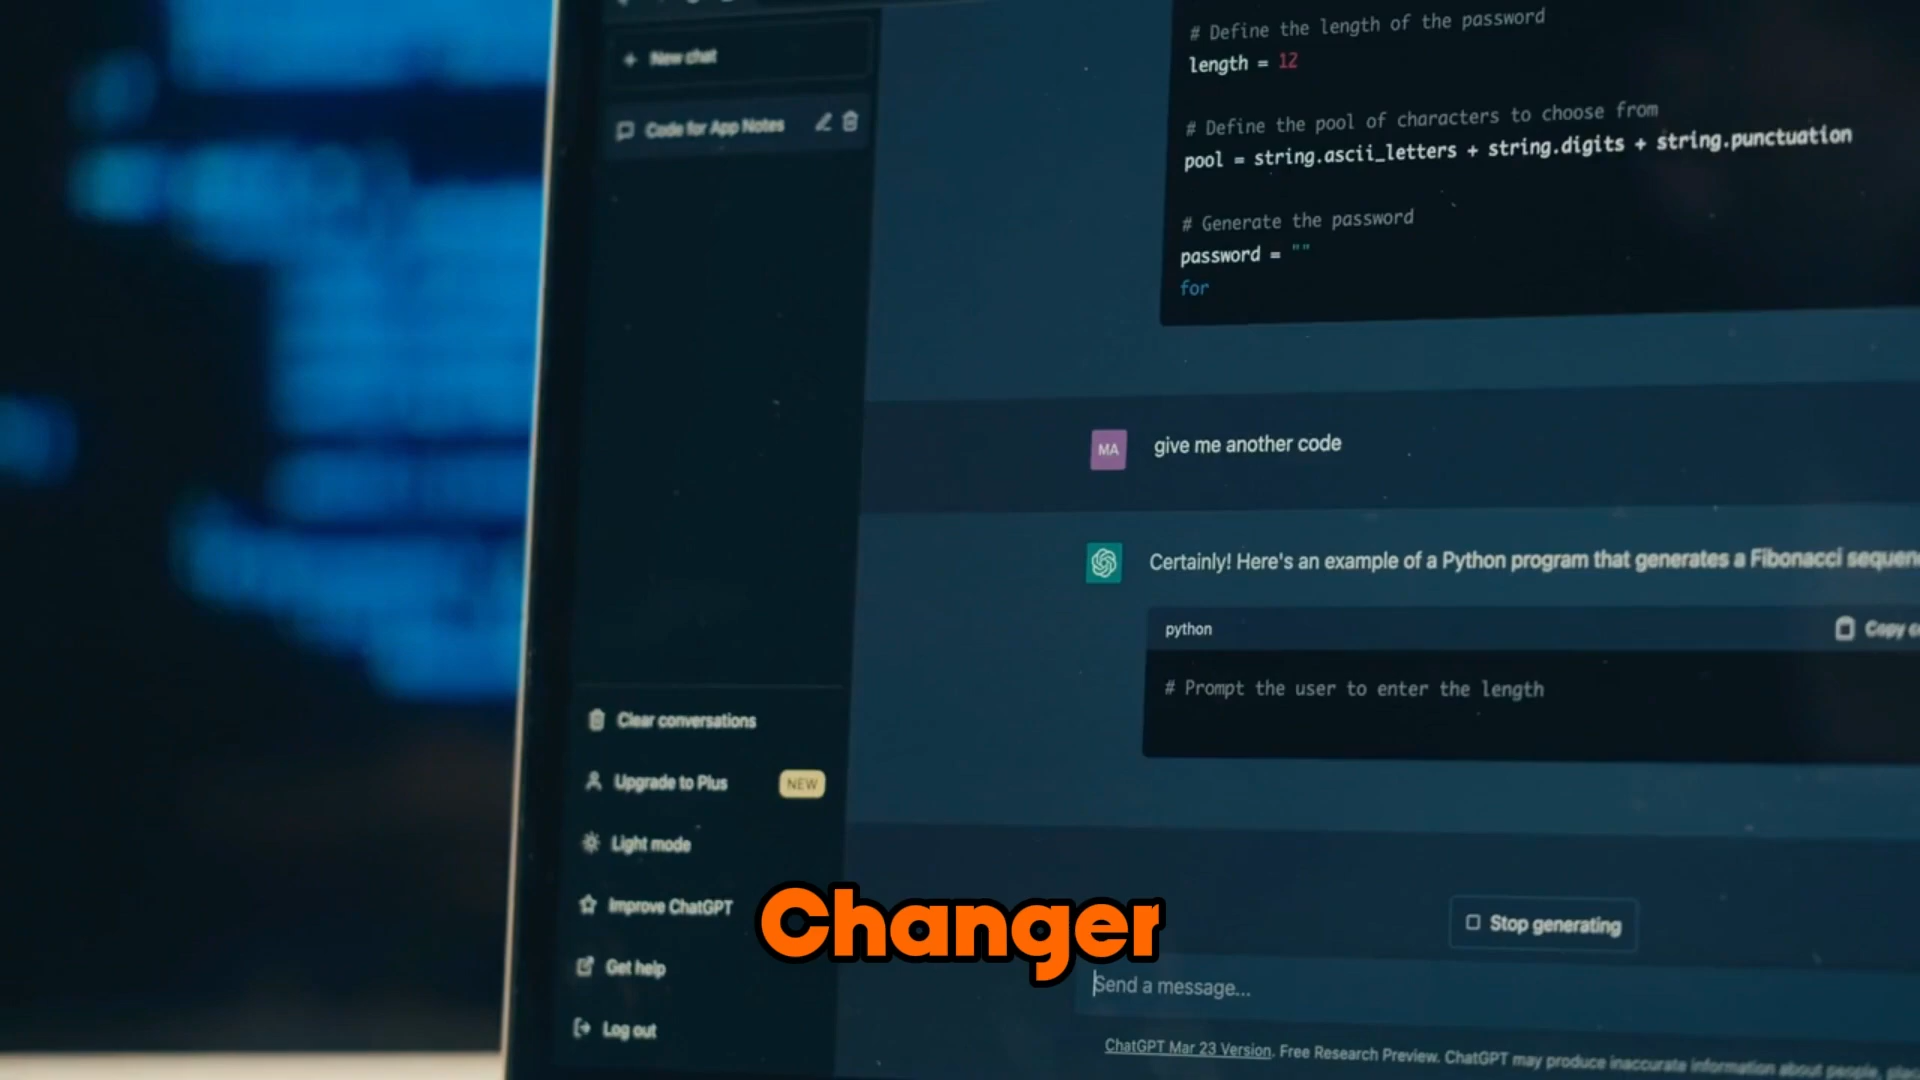 New chat
Code for App Notes
Clear conversations
Upgrade to Plus NEW
Light mode
Improve ChatGPT
Get help
Log out
# Define the length of the password
length = 12
# Define the pool of characters to choose from
pool = string.ascii_letters + string.digits + string.punctuation
# Generate the password
password = ""
for
MA give me another code
Certainly! Here's an example of a Python program that generates a Fibonacci
python Copy
# Prompt the user to enter the length
Stop generating
Changer
Send a message...
ChatGPT Mar 23 Version. Free Research Preview. ChatGPT may produce inaccurate information about people,